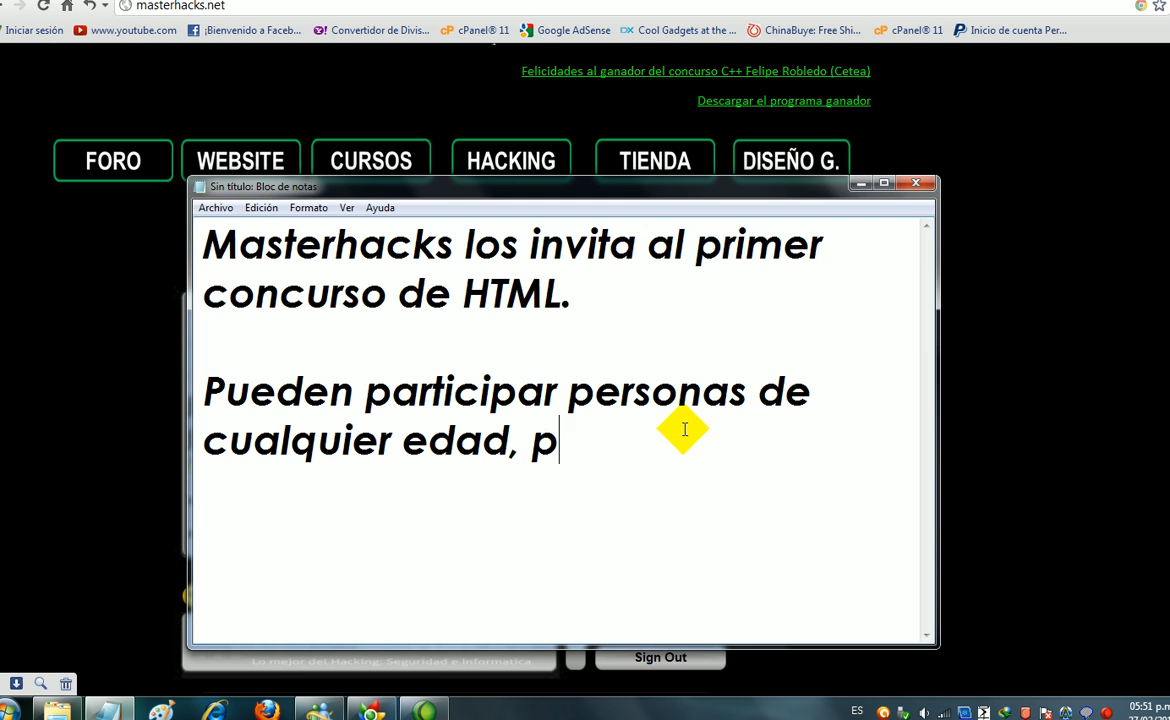 masterhacks.net
Iniciar sesión www.youtube.com ¡Bienvenido a Faceb... Convertidor de Divis... cPanel® 11 Google AdSense Cool Gadgets at the ... ChinaBuye: Free Shi... cPanel® 11 Inicio de cuenta Per...
Felicidades al ganador del concurso C++ Felipe Robledo (Cetea)
Descargar el programa ganador
FORO WEBSITE CURSOS HACKING TIENDA DISEÑO G.
Sin título: Bloc de notas
Archivo Edición Formato Ver Ayuda
Masterhacks los invita al primer
concurso de HTML.
Pueden participar personas de
cualquier edad, p
Lo mejor del Hacking; Seguridad e Informatica
Sign Out
ES 05:51 p.m.